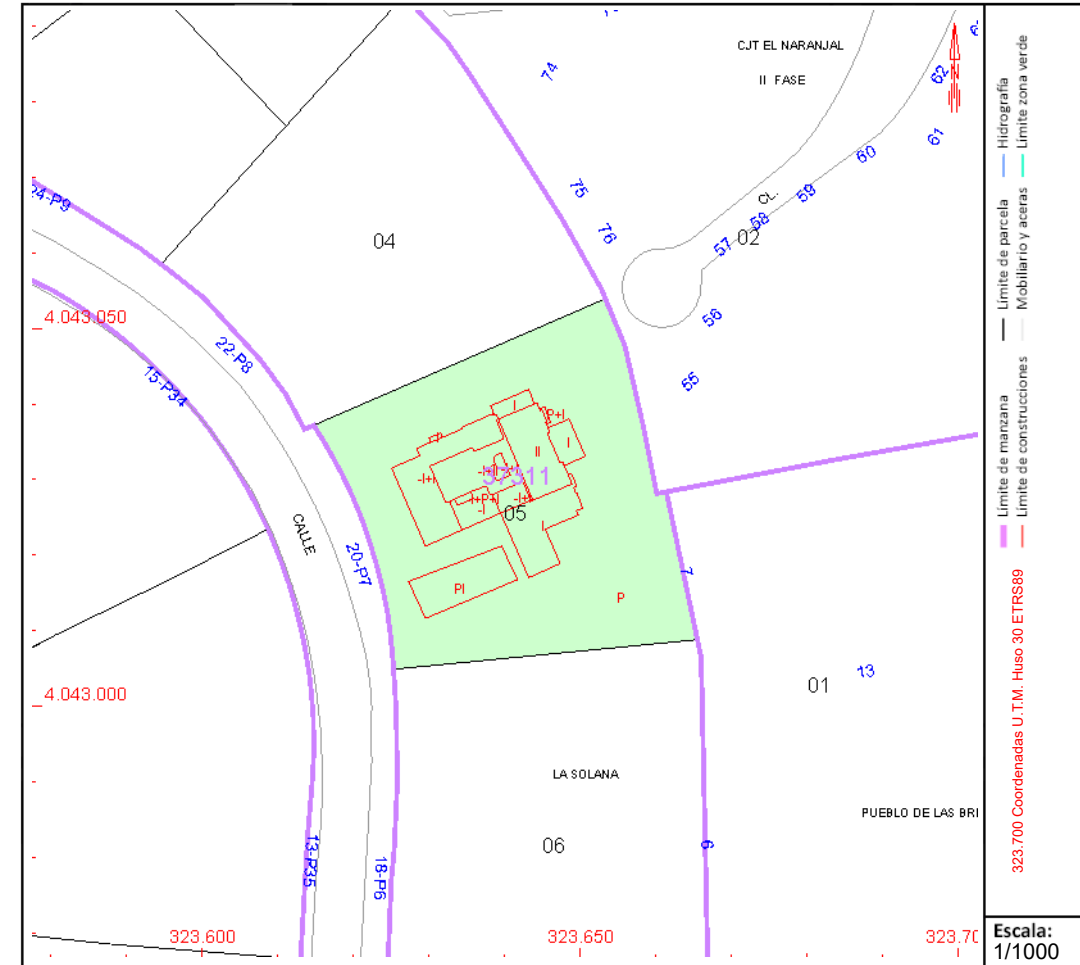 CJT EL NARANJAL
II FASE
74
62
61
60
75
59
CL.
58
76
57
02
24-P9
04
56
4.043.050
22-P8
15-P34
55
I
P+I
II
I
-I+I
37311
I+P+I
-I
-I+I
05
I
CALLE
20-P7
PI
P
7
13
01
4.043.000
LA SOLANA
PUEBLO DE LAS BRI
06
6
13-P35
18-P6
323.600
323.650
323.70
N
Hidrografía
Límite zona verde
Límite de parcela
Mobiliario y aceras
Límite de manzana
Límite de construcciones
323.700 Coordenadas U.T.M. Huso 30 ETRS89
Escala:
1/1000